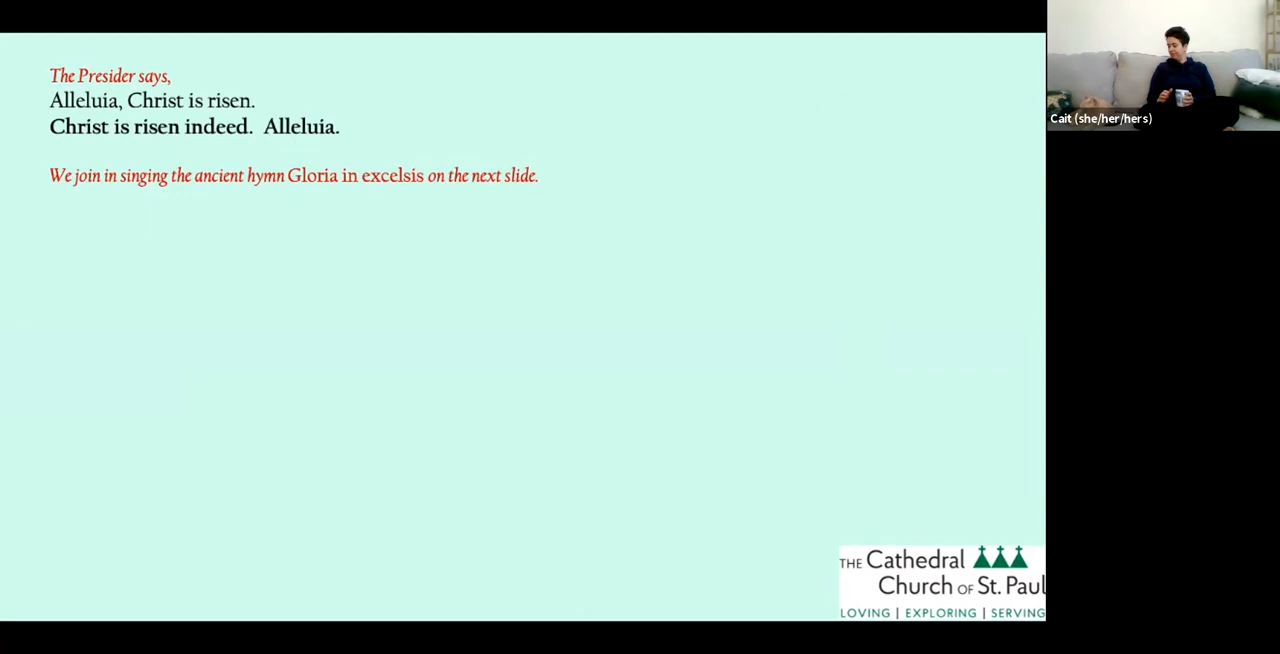 The Presider says,
Alleluia, Christ is risen.
Christ is risen indeed.  Alleluia.
We join in singing the ancient hymn Gloria in excelsis on the next slide.
Cait (she/her/hers)
THE Cathedral
Church OF St. Paul
LOVING | EXPLORING | SERVING